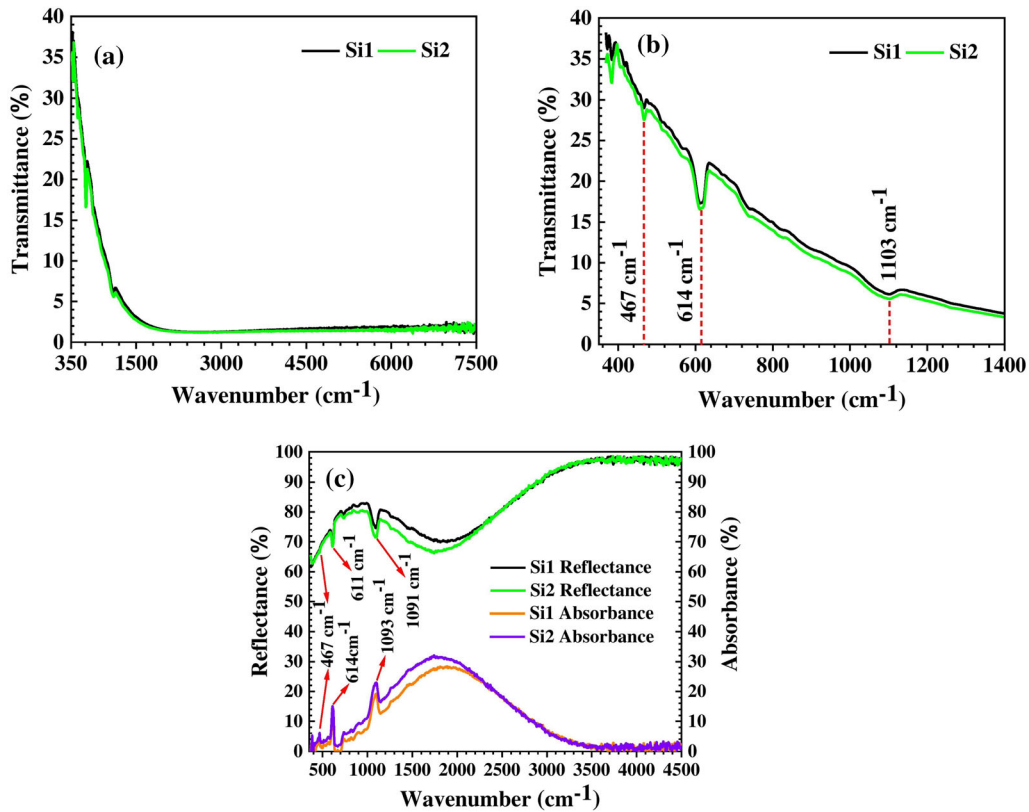 (a)
Si1 Si2
Transmittance (%)
40
35
30
25
20
15
10
5
0
350 1500 3000 4500 6000 7500
Wavenumber (cm-1)
(b)
Si1 Si2
Transmittance (%)
40
35
30
25
20
15
10
5
0
467 cm-1
614 cm-1
1103 cm-1
400 600 800 1000 1200 1400
Wavenumber (cm-1)
(c)
Reflectance (%)
100
90
80
70
60
50
40
30
20
10
0
467 cm-1
611 cm-1
614cm-1
1093 cm-1
1091 cm-1
Si1 Reflectance
Si2 Reflectance
Si1 Absorbance
Si2 Absorbance
100
90
80
70
60
50
40
30
20
10
0
Absorbance (%)
500 1000 1500 2000 2500 3000 3500 4000 4500
Wavenumber (cm-1)